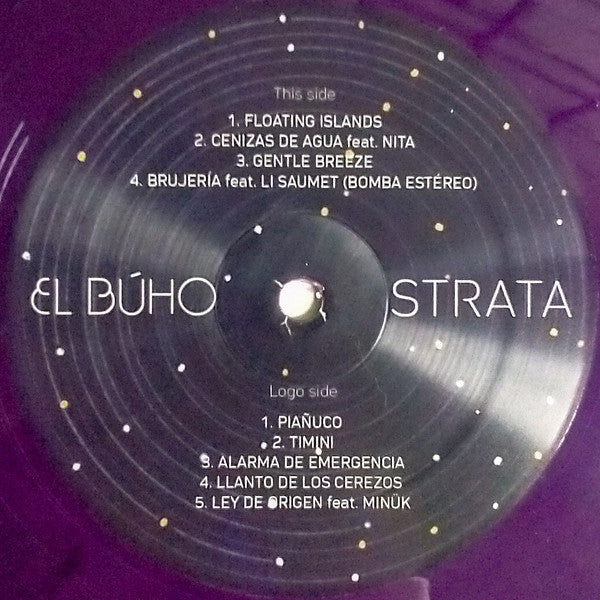 This side
1. FLOATING ISLANDS
2. CENIZAS DE AGUA feat. NITA
3. GENTLE BREEZE
4. BRUJERÍA feat. LI SAUMET (BOMBA ESTÉREO)
EL BÚHO STRATA
Logo side
1. PIAÑUCO
2. TIMINI
3. ALARMA DE EMERGENCIA
4. LLANTO DE LOS CEREZOS
5. LEY DE ORIGEN feat. MINÜK